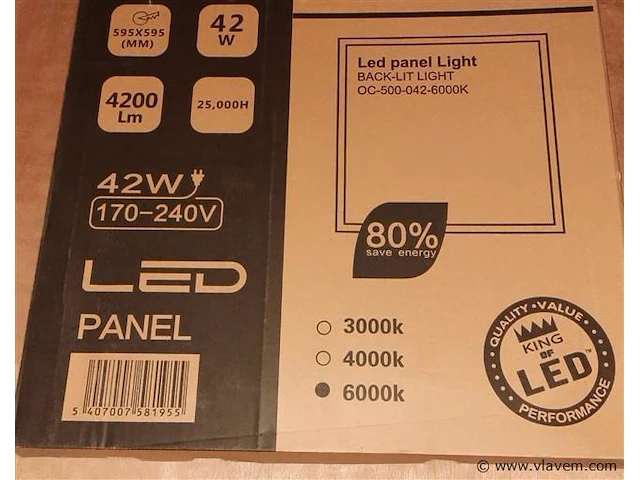 595X595
(MM)
42
W
4200
Lm
25,000H
42W
170-240V
LED
PANEL
5 407007 581955
Led panel Light
BACK-LIT LIGHT
OC-500-042-6000K
80%
save energy
3000k
4000k
6000k
QUALITY · VALUE · PERFORMANCE
KING
OF
LED
TM
© www.vlavem.com